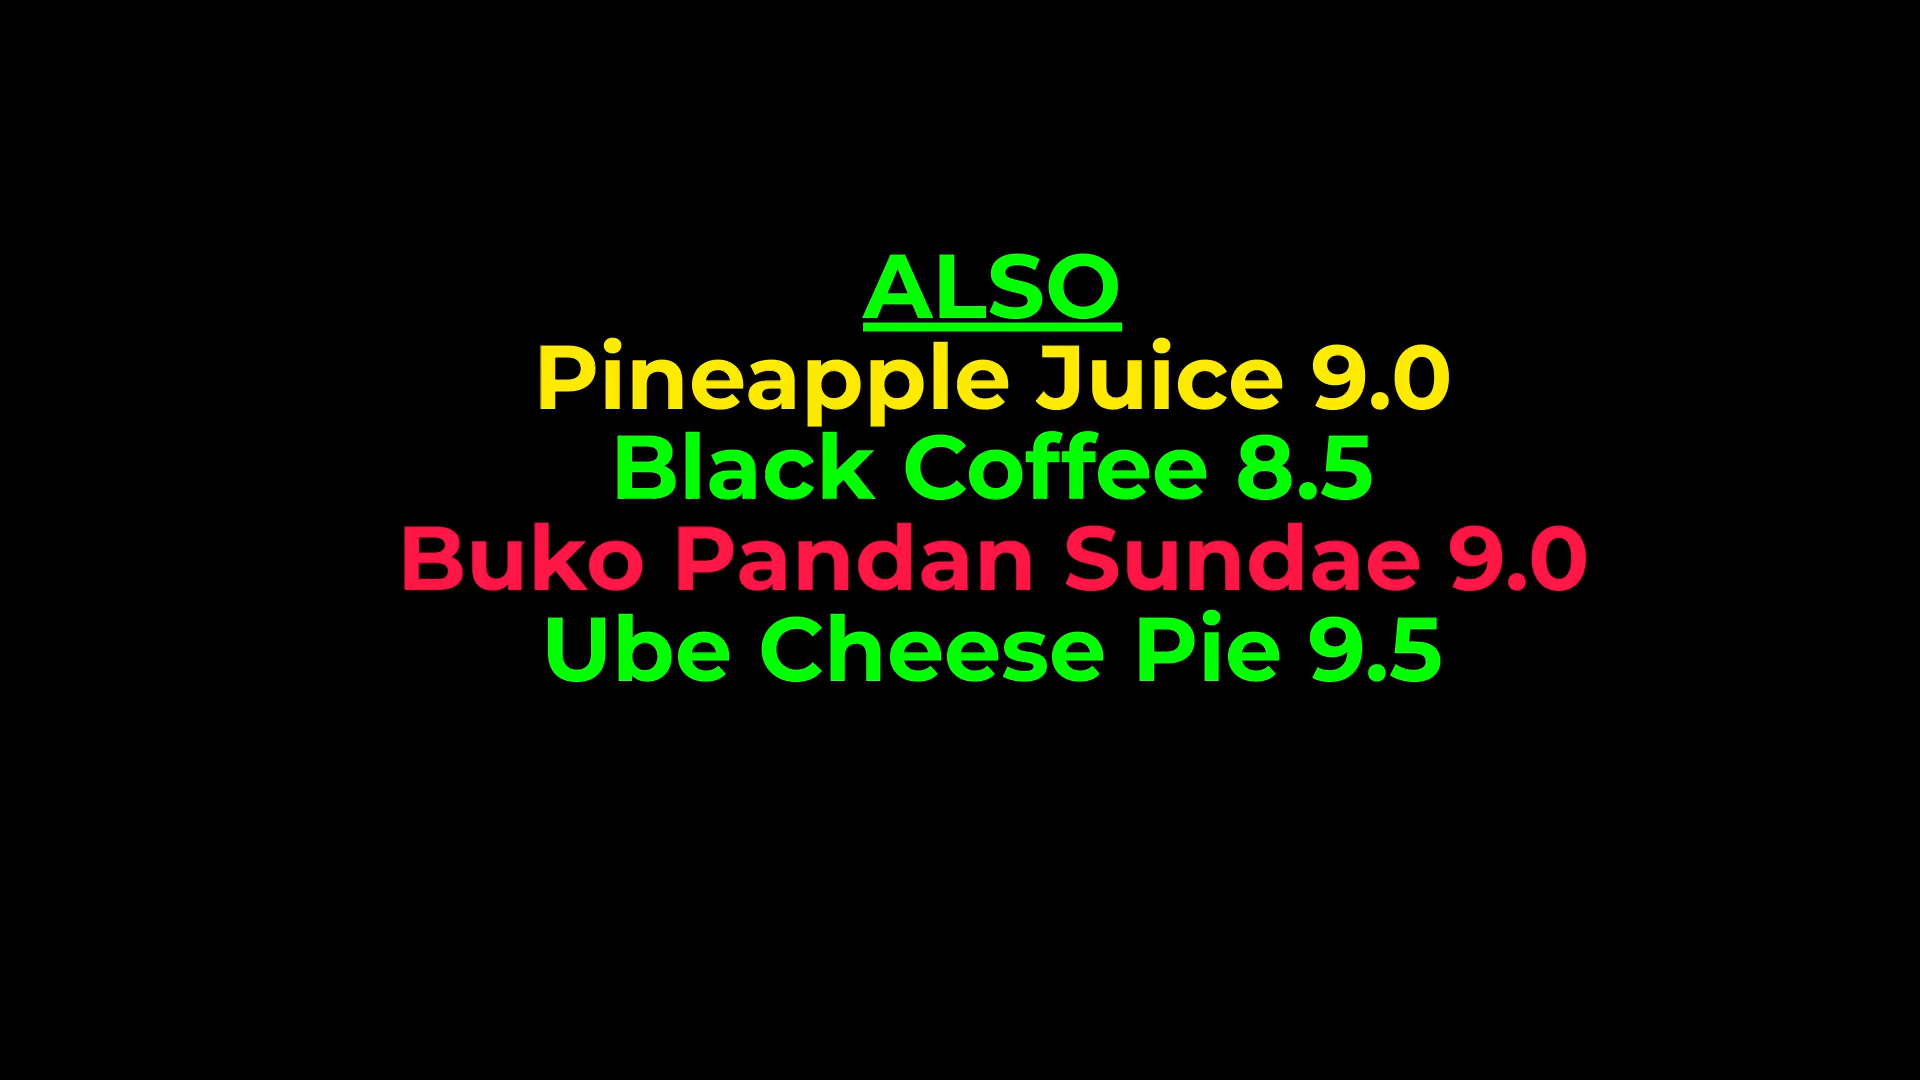 ALSO
Pineapple Juice 9.0
Black Coffee 8.5
Buko Pandan Sundae 9.0
Ube Cheese Pie 9.5